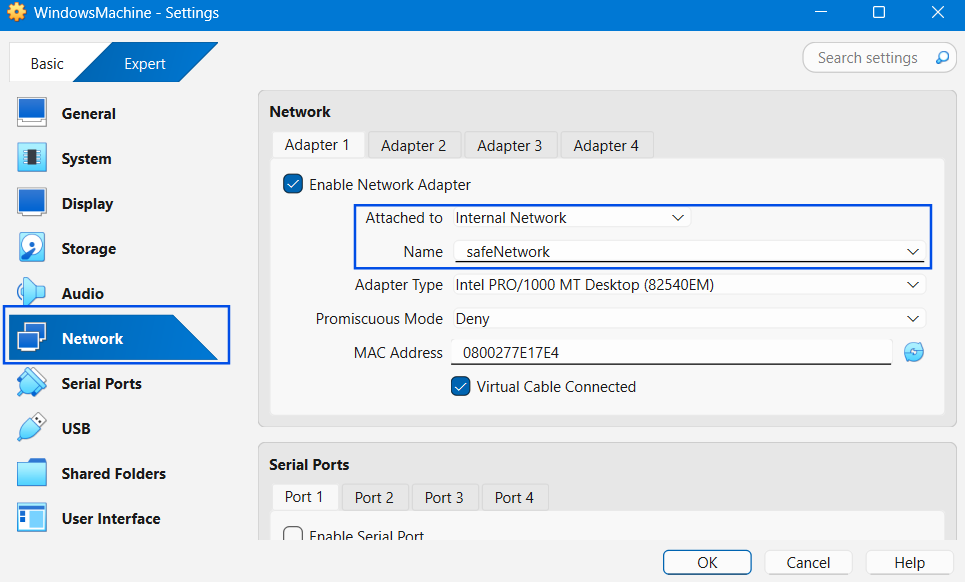 WindowsMachine - Settings
Basic
Expert
Search settings
General
System
Display
Storage
Audio
Network
Serial Ports
USB
Shared Folders
User Interface
Network
Adapter 1
Adapter 2
Adapter 3
Adapter 4
Enable Network Adapter
Attached to Internal Network
Name safeNetwork
Adapter Type Intel PRO/1000 MT Desktop (82540EM)
Promiscuous Mode Deny
MAC Address 0800277E17E4
Virtual Cable Connected
Serial Ports
Port 1
Port 2
Port 3
Port 4
Enable Serial Port
OK
Cancel
Help